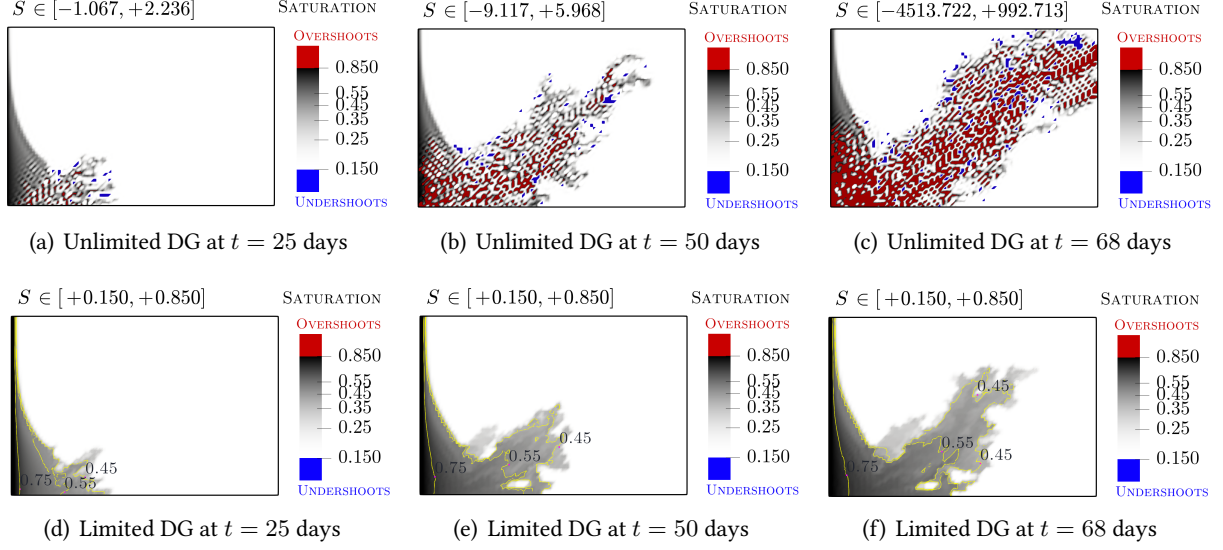 S ∈ [−1.067, +2.236] SATURATION
OVERSHOOTS
0.850
0.55
0.45
0.35
0.25
0.150
UNDERSHOOTS
(a) Unlimited DG at t = 25 days
S ∈ [−9.117, +5.968] SATURATION
OVERSHOOTS
0.850
0.55
0.45
0.35
0.25
0.150
UNDERSHOOTS
(b) Unlimited DG at t = 50 days
S ∈ [−4513.722, +992.713] SATURATION
OVERSHOOTS
0.850
0.55
0.45
0.35
0.25
0.150
UNDERSHOOTS
(c) Unlimited DG at t = 68 days
S ∈ [+0.150, +0.850] SATURATION
OVERSHOOTS
0.850
0.55
0.45
0.35
0.25
0.150
UNDERSHOOTS
0.75
0.45
0.55
(d) Limited DG at t = 25 days
S ∈ [+0.150, +0.850] SATURATION
OVERSHOOTS
0.850
0.55
0.45
0.35
0.25
0.150
UNDERSHOOTS
0.45
0.55
0.75
(e) Limited DG at t = 50 days
S ∈ [+0.150, +0.850] SATURATION
OVERSHOOTS
0.850
0.55
0.45
0.35
0.25
0.150
UNDERSHOOTS
0.45
0.55
0.45
0.75
(f) Limited DG at t = 68 days